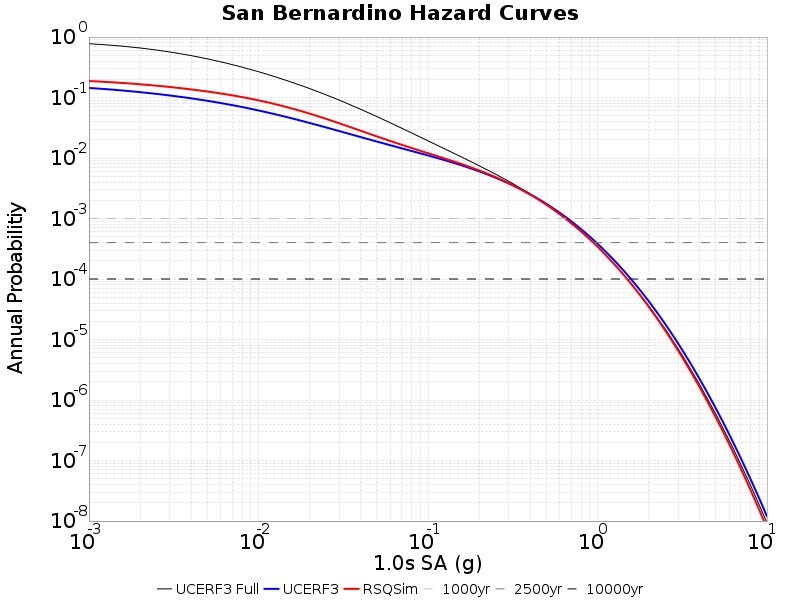 San Bernardino Hazard Curves
Annual Probabilitiy
10^0
10^-1
10^-2
10^-3
10^-4
10^-5
10^-6
10^-7
10^-8
10^-3 10^-2 10^-1 10^0 10^1
1.0s SA (g)
UCERF3 Full UCERF3 RSQSim 1000yr 2500yr 10000yr